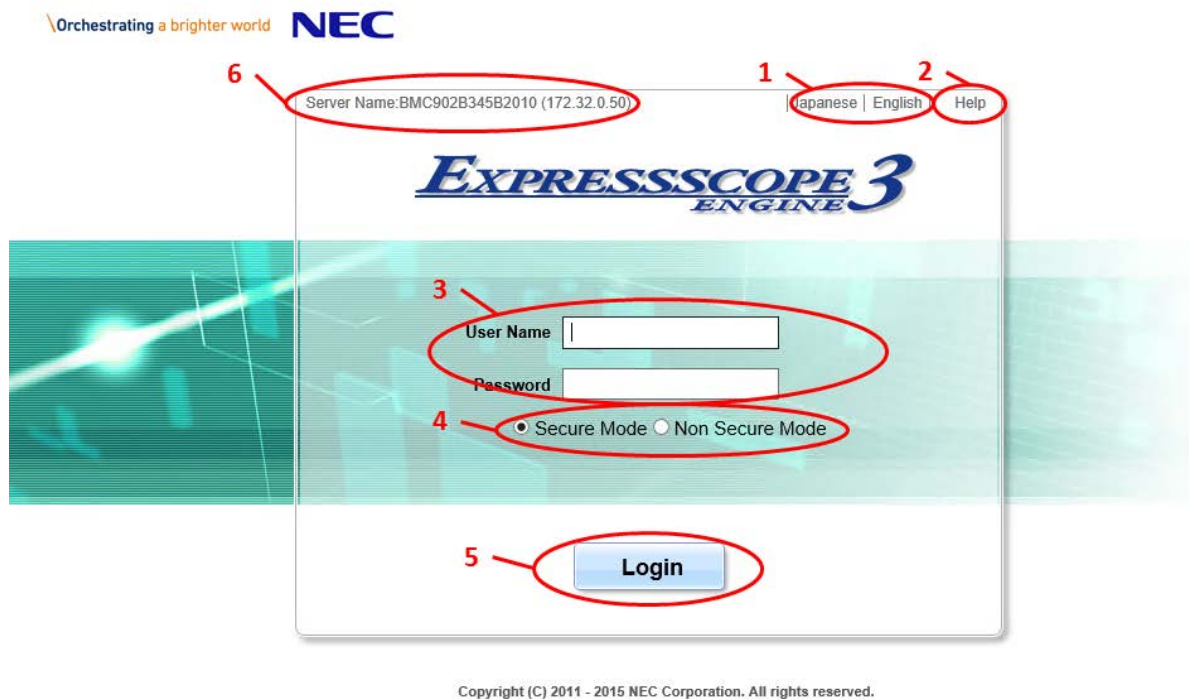 \Orchestrating a brighter world NEC
6 1 2
Server Name:BMC902B345B2010 (172.32.0.50) | Japanese | English | Help
EXPRESSSCOPE 3
ENGINE
3
User Name
Password
4 Secure Mode Non Secure Mode
5 Login
Copyright (C) 2011 - 2015 NEC Corporation. All rights reserved.